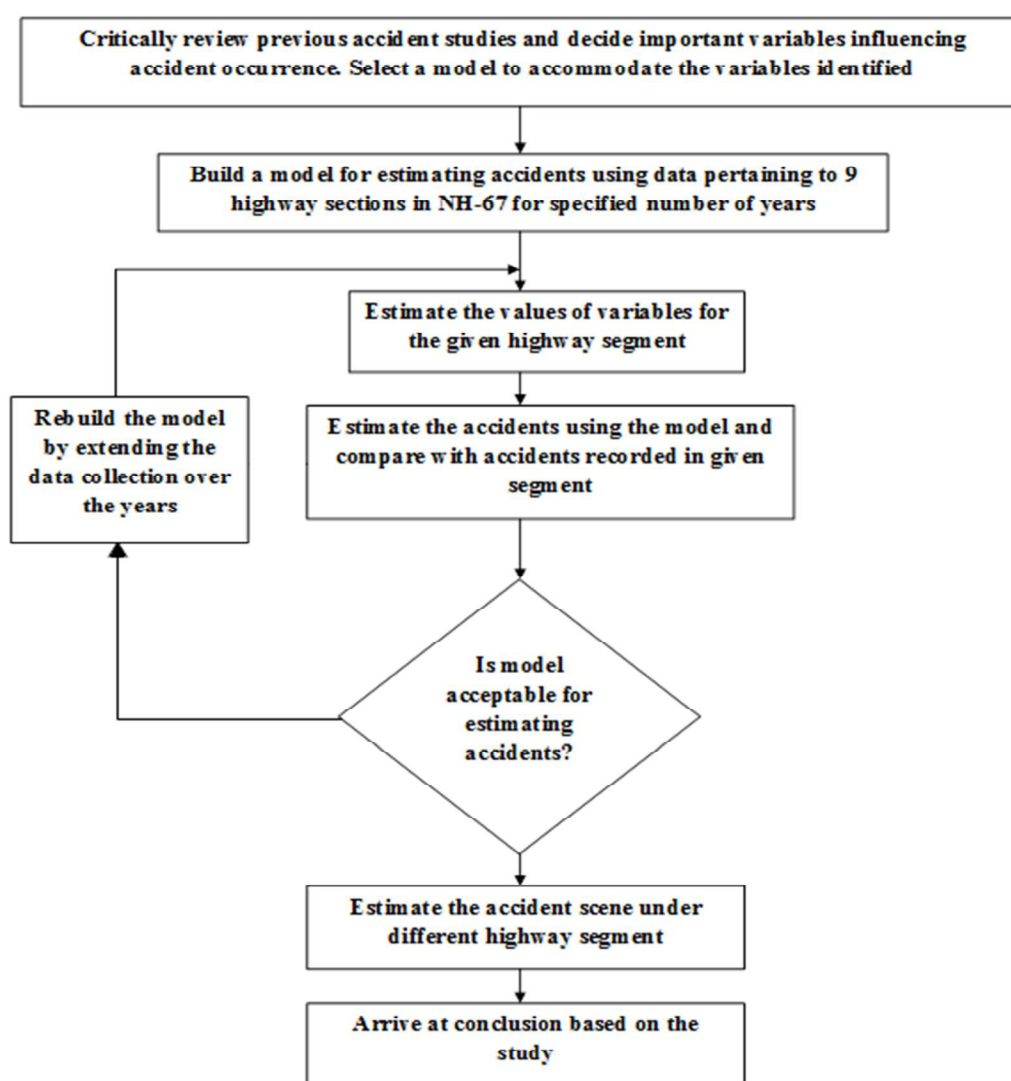 Critically review previous accident studies and decide important variables influencing
accident occurrence. Select a model to accommodate the variables identified
Build a model for estimating accidents using data pertaining to 9
highway sections in NH-67 for specified number of years
Estimate the values of variables for
the given highway segment
Rebuild the model
by extending the
data collection over
the years
Estimate the accidents using the model and
compare with accidents recorded in given
segment
Is model
acceptable for
estimating
accidents?
Estimate the accident scene under
different highway segment
Arrive at conclusion based on the
study